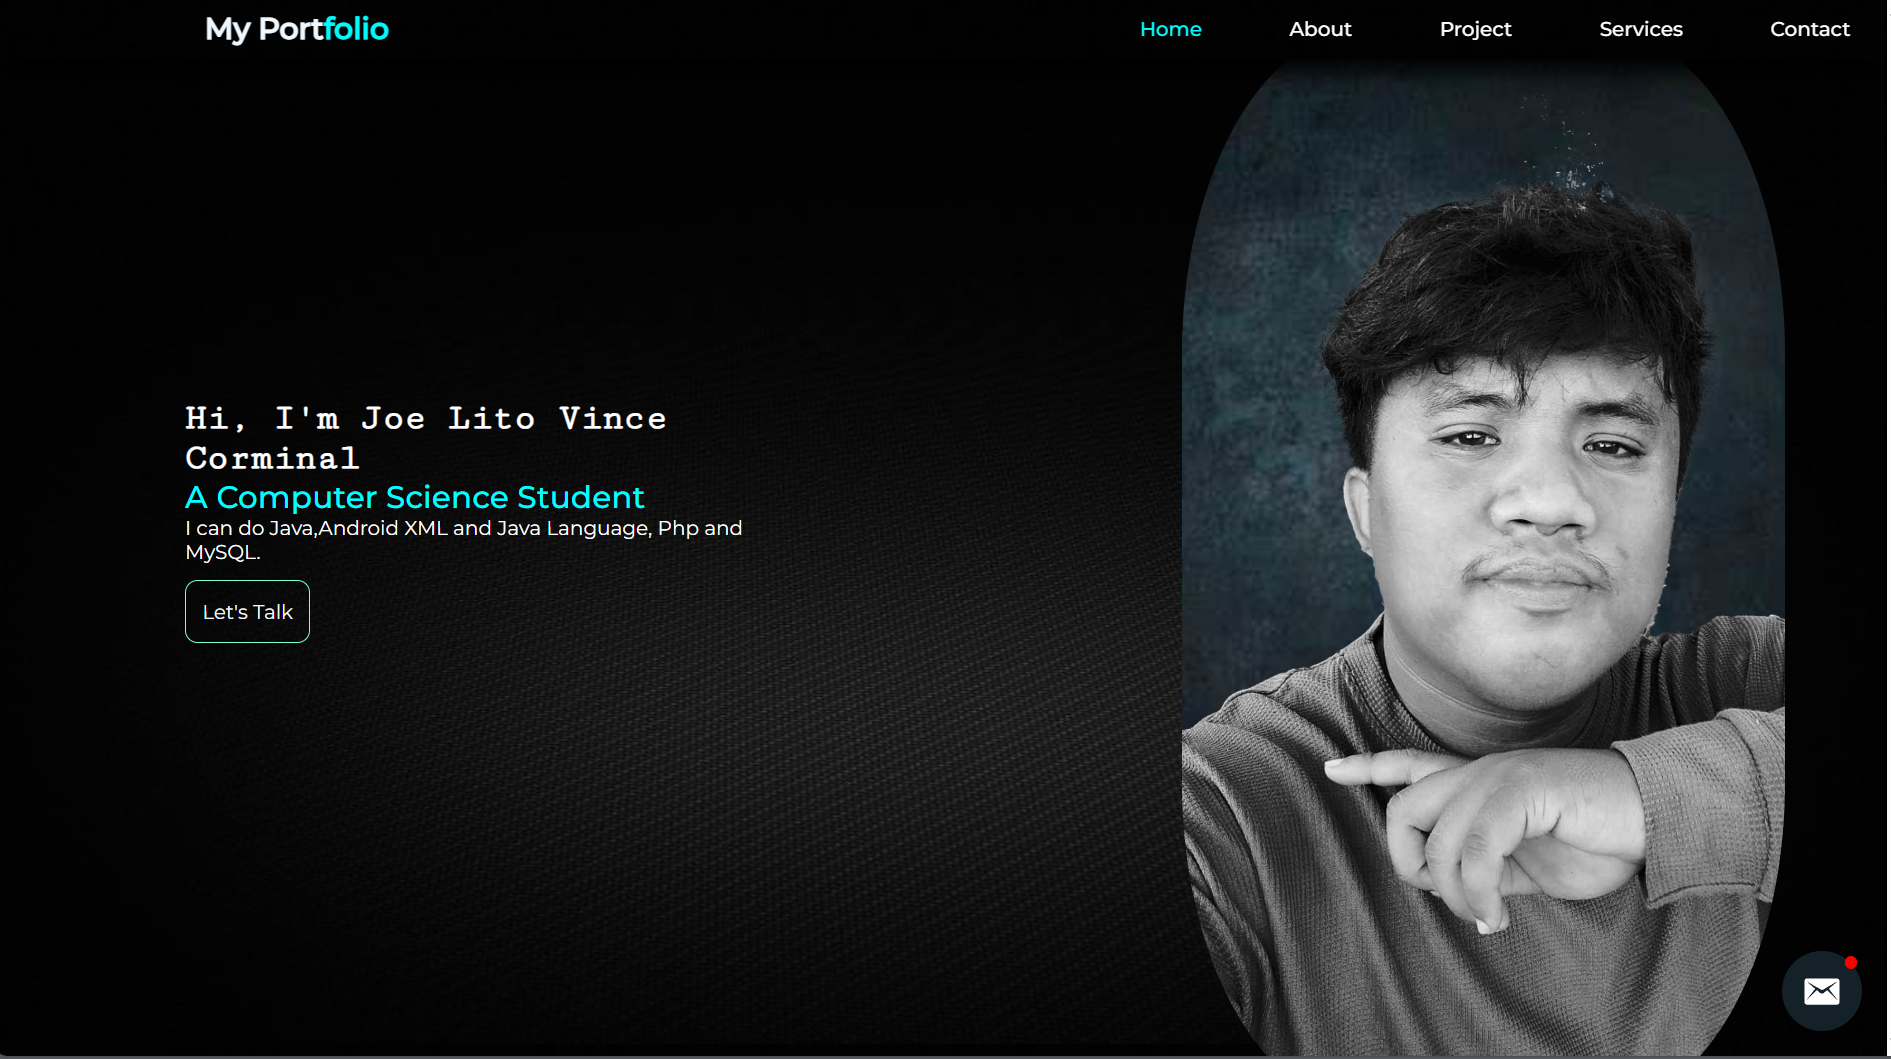 My Portfolio
Home About Project Services Contact
Hi, I'm Joe Lito Vince
Corminal
A Computer Science Student
I can do Java,Android XML and Java Language, Php and
MySQL.
Let's Talk